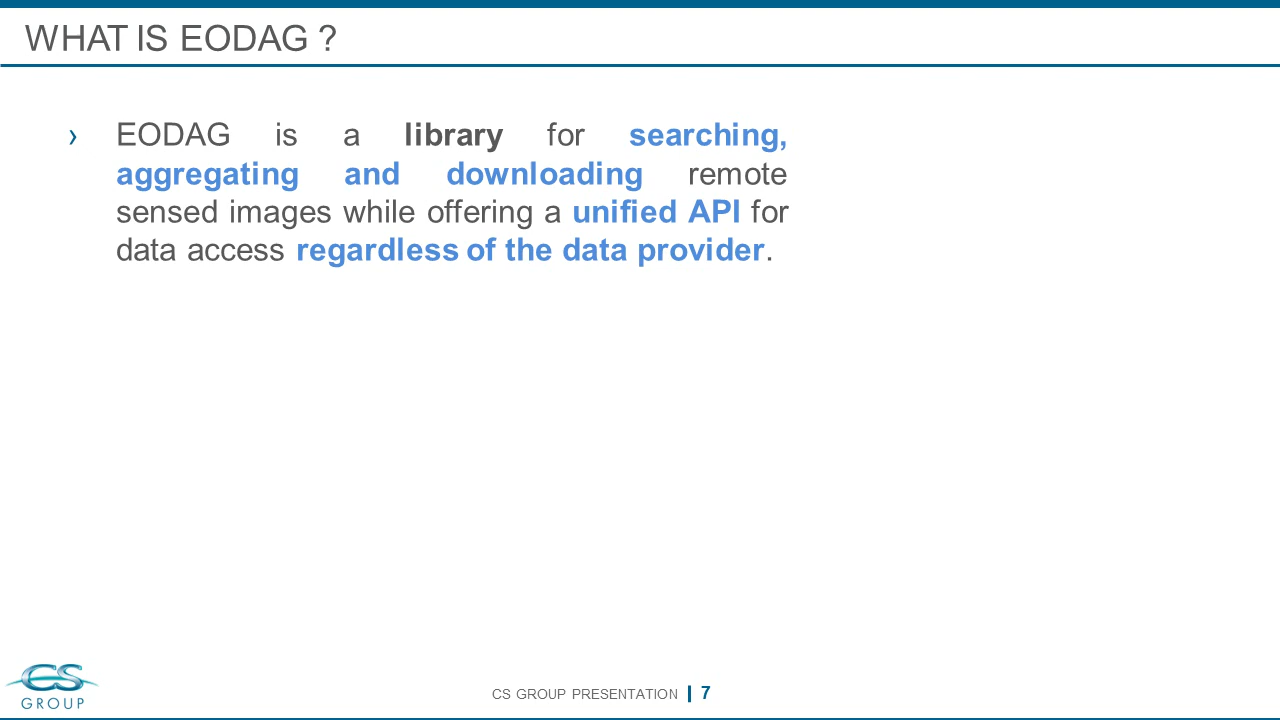 WHAT IS EODAG ?
› EODAG is a library for searching,
aggregating and downloading remote
sensed images while offering a unified API for
data access regardless of the data provider.
CS
GROUP
CS GROUP PRESENTATION | 7